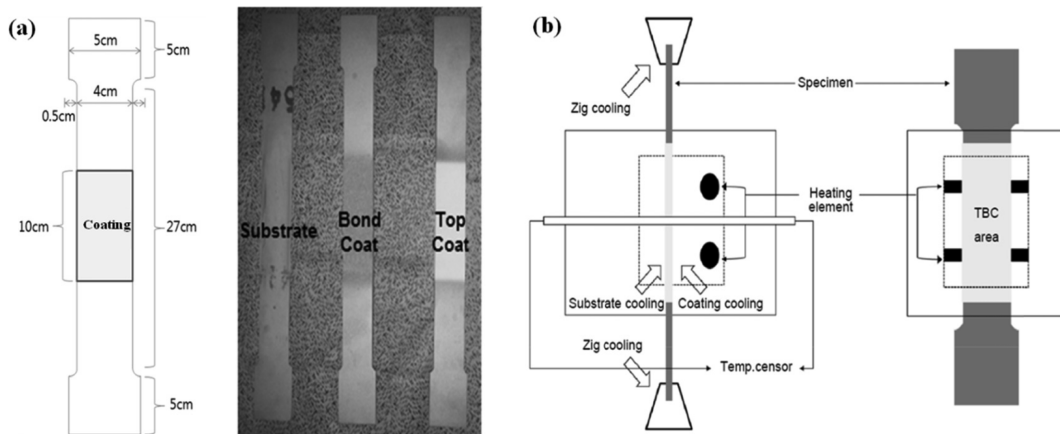 (a)
5cm
5cm
4cm
0.5cm
Coating
10cm
27cm
5cm
Substrate
Bond
Coat
Top
Coat
(b)
Zig cooling
Specimen
Heating
element
TBC
area
Substrate cooling
Coating cooling
Zig cooling
Temp.censor